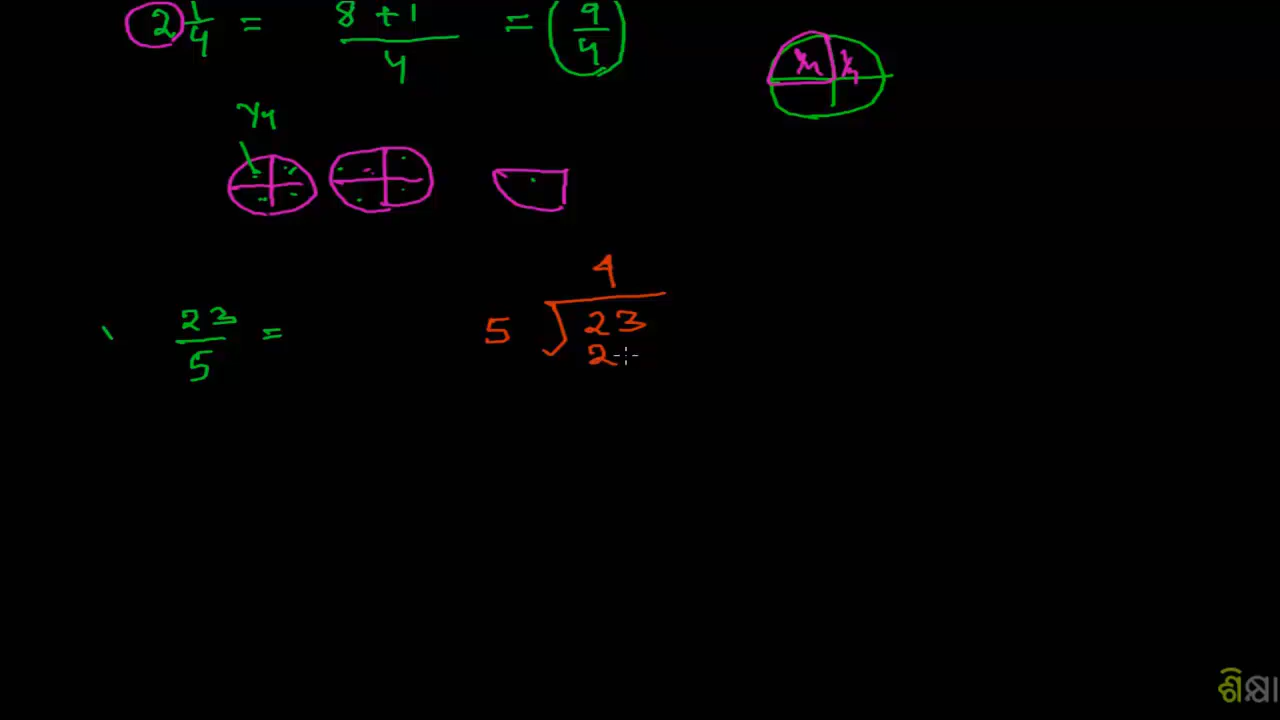 2 1/4 = 8+1/4 = 9/4
1/4 1/4
1/4
4
23/5 = 5 √23
2
ଶିକ୍ଷା